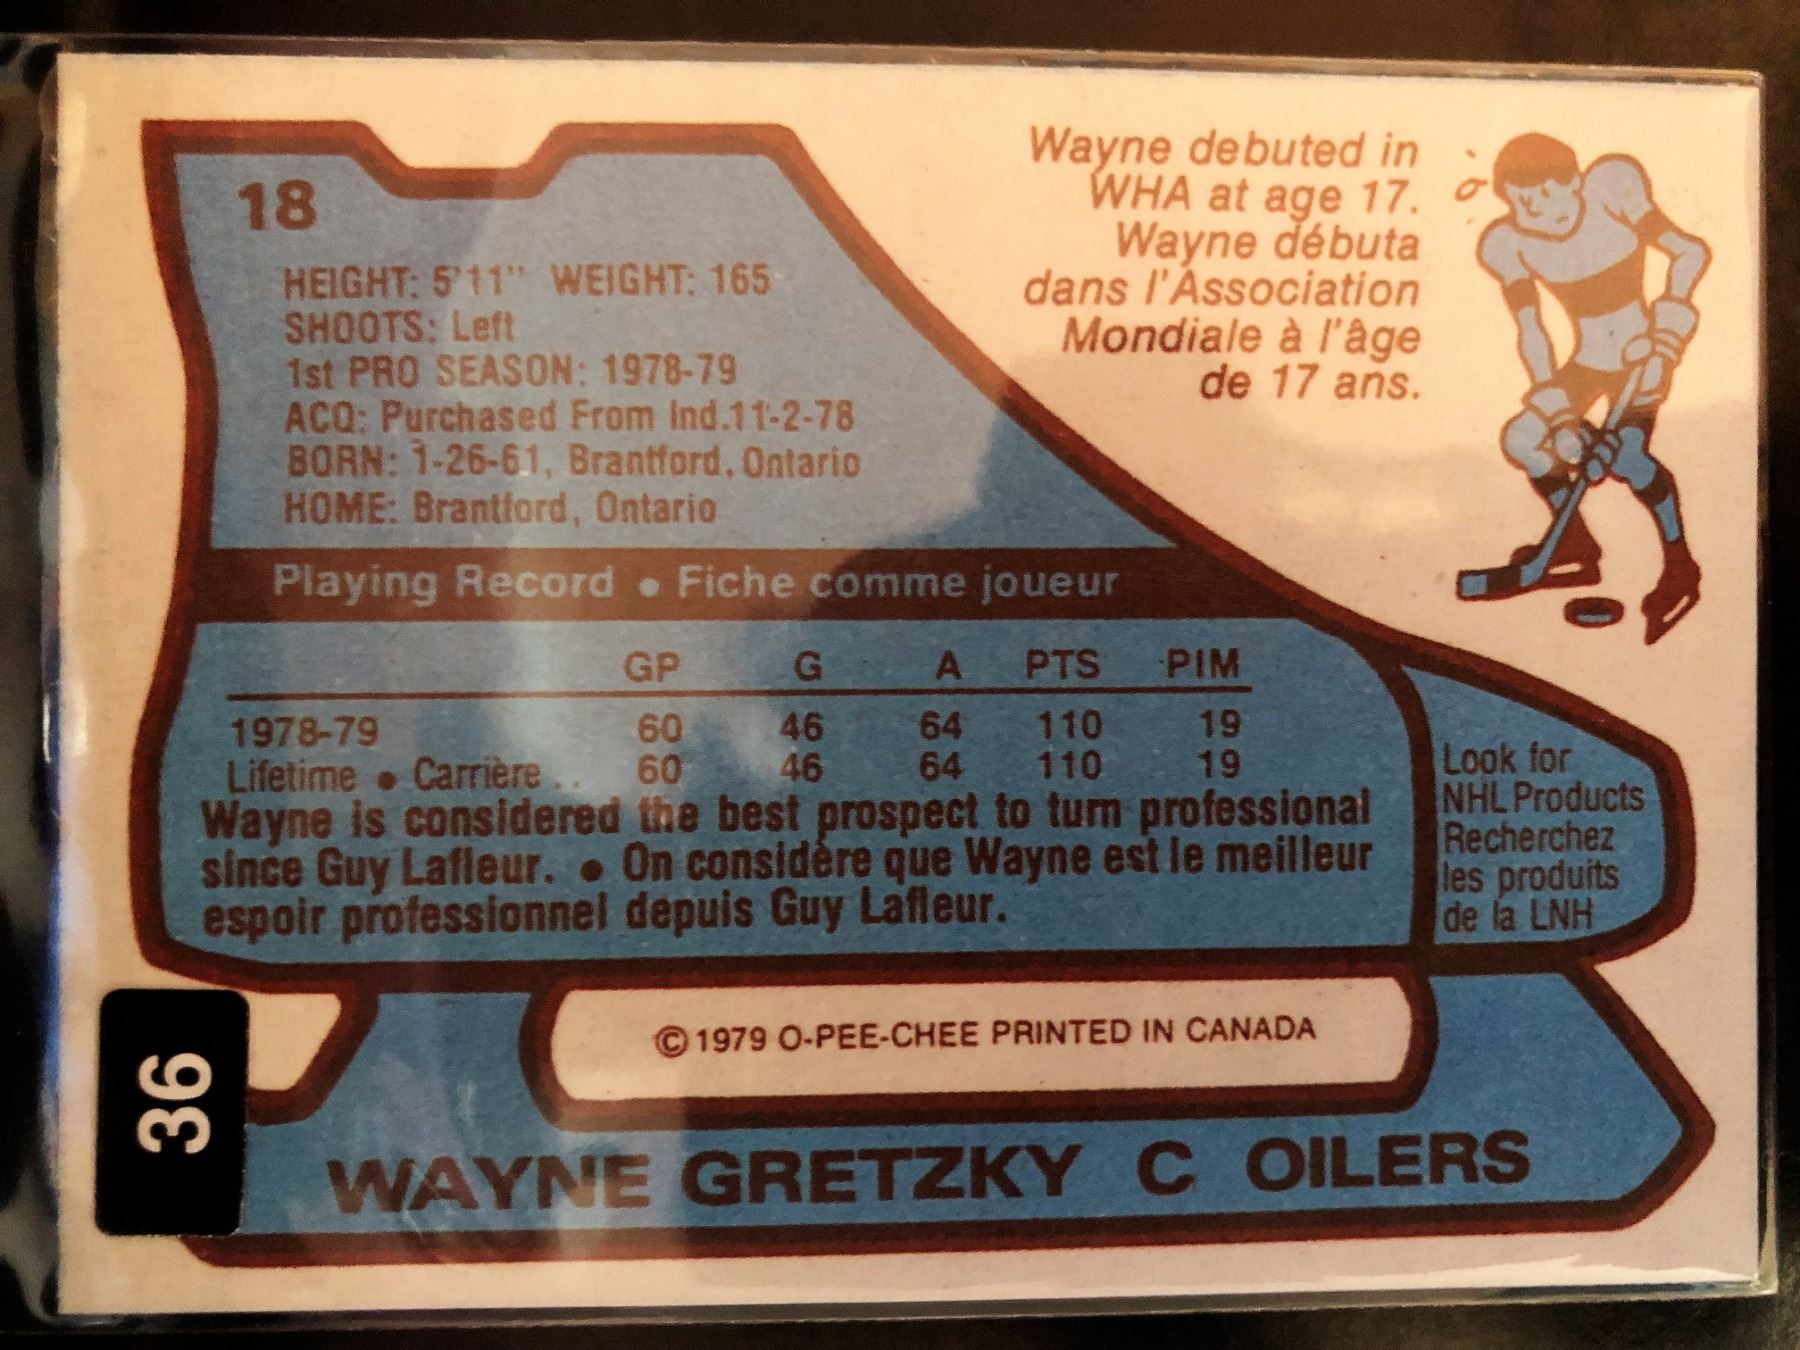 18
HEIGHT: 5'11" WEIGHT: 165
SHOOTS: Left
1st PRO SEASON: 1978-79
ACQ: Purchased From Ind.11-2-78
BORN: 1-26-61, Brantford, Ontario
HOME: Brantford, Ontario
Wayne debuted in
WHA at age 17.
Wayne débuta
dans l'Association
Mondiale à l'âge
de 17 ans.
Playing Record • Fiche comme joueur
GP G A PTS PIM
1978-79 60 46 64 110 19
Lifetime • Carrière .. 60 46 64 110 19
Wayne is considered the best prospect to turn professional
since Guy Lafleur. • On considère que Wayne est le meilleur
espoir professionnel depuis Guy Lafleur.
Look for
NHL Products
Recherchez
les produits
de la LNH
© 1979 O-PEE-CHEE PRINTED IN CANADA
36
WAYNE GRETZKY C OILERS